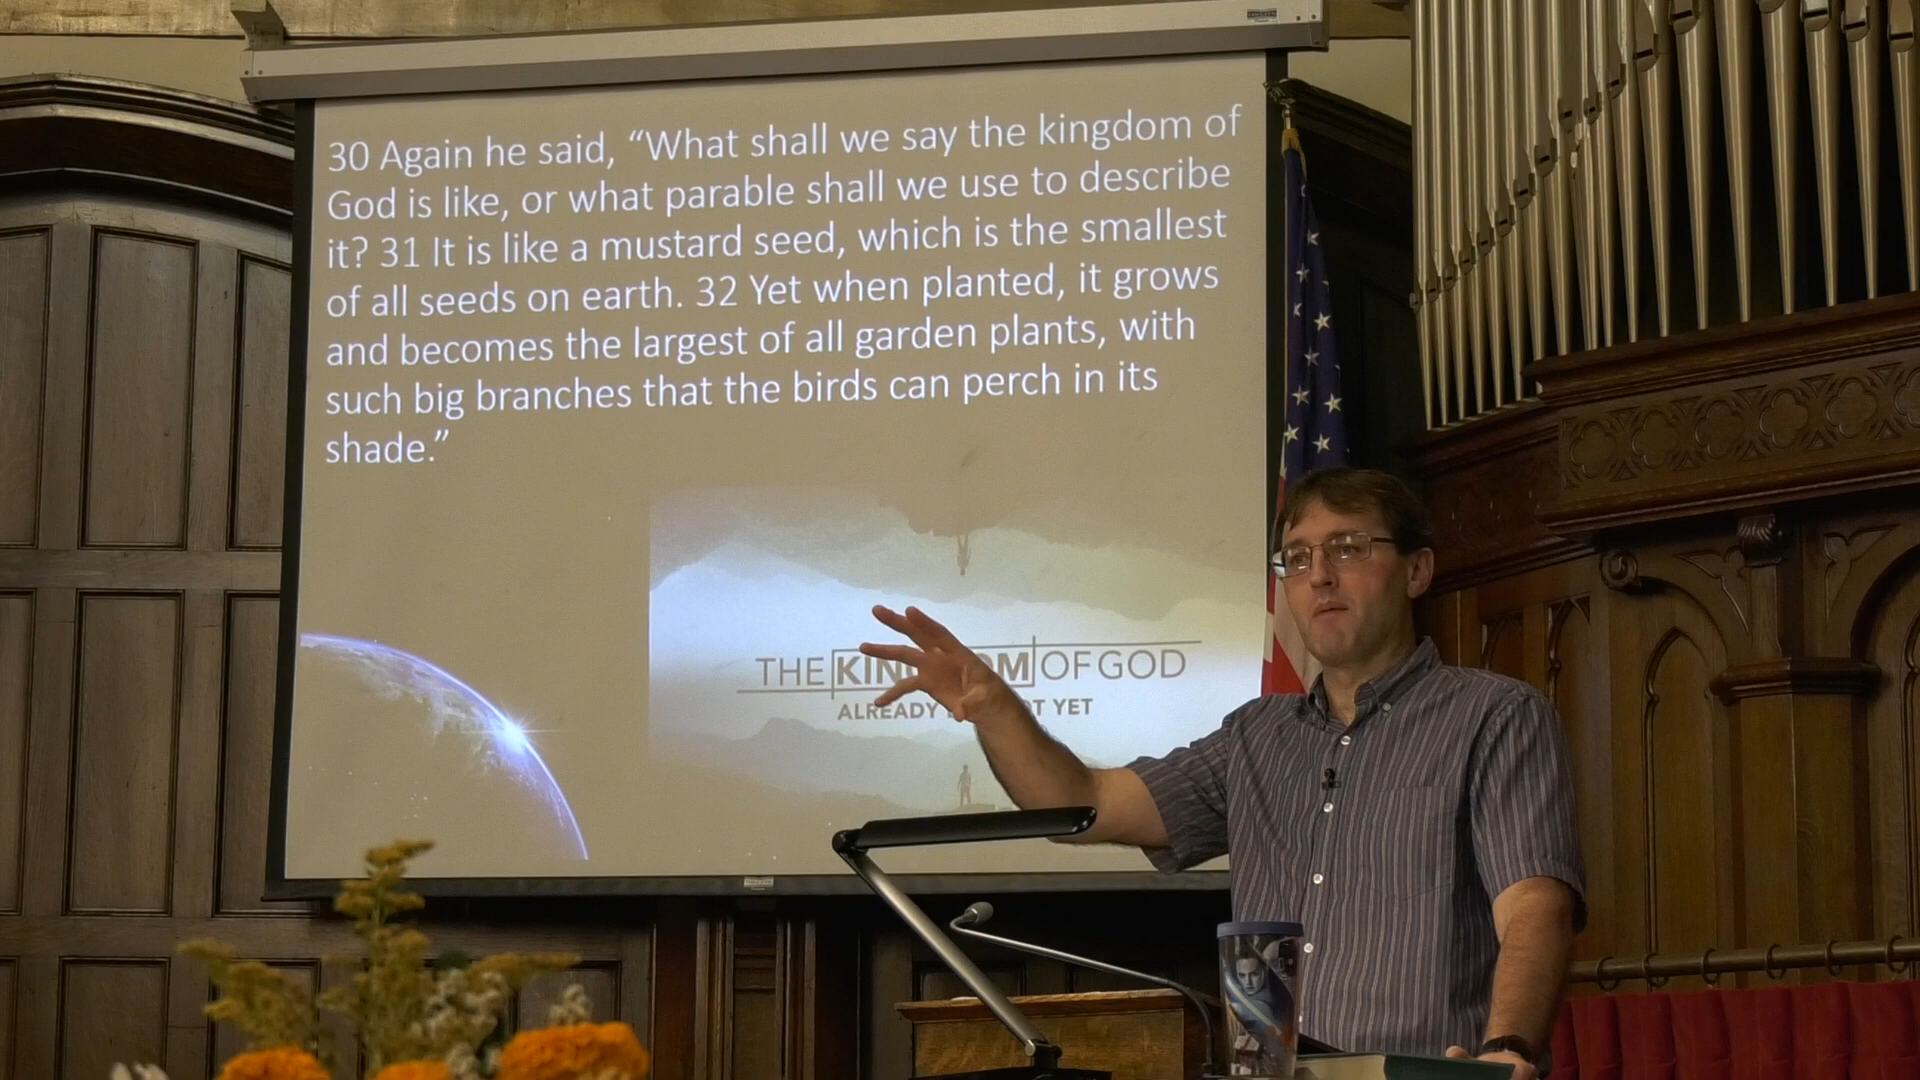 30 Again he said, “What shall we say the kingdom of
God is like, or what parable shall we use to describe
it? 31 It is like a mustard seed, which is the smallest
of all seeds on earth. 32 Yet when planted, it grows
and becomes the largest of all garden plants, with
such big branches that the birds can perch in its
shade.”
THE KINGDOM OF GOD
ALREADY NOT YET